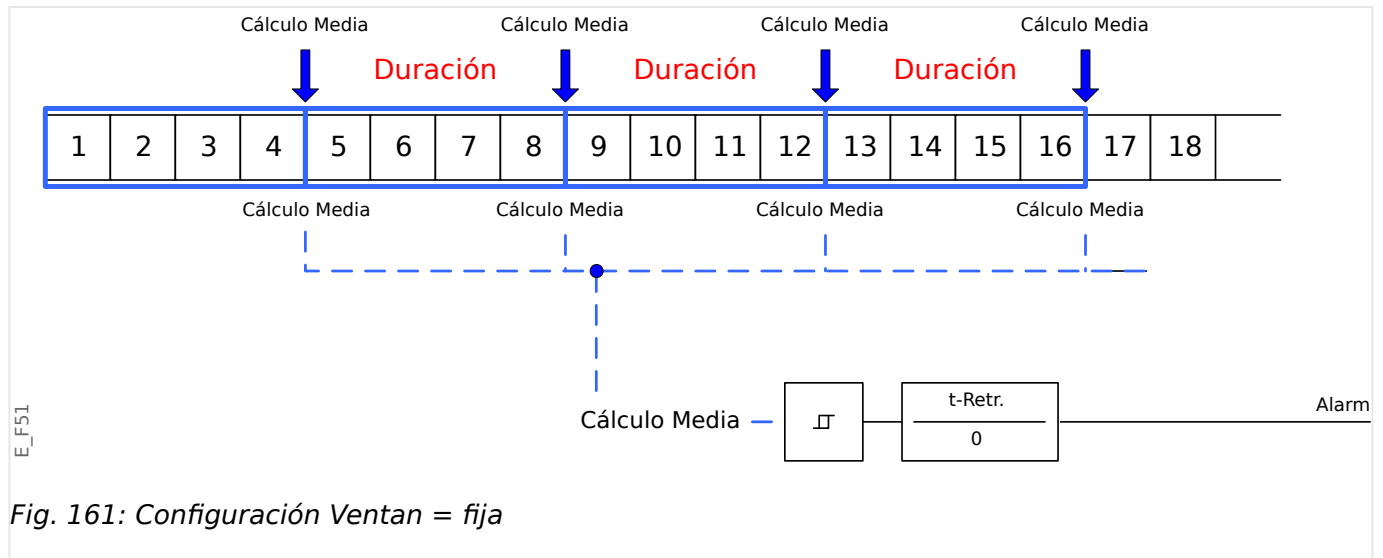 Cálculo Media Cálculo Media Cálculo Media Cálculo Media
Duración Duración Duración
1 2 3 4 5 6 7 8 9 10 11 12 13 14 15 16 17 18
Cálculo Media Cálculo Media Cálculo Media Cálculo Media
Cálculo Media
t-Retr.
0
Alarm
E_F51
Fig. 161: Configuración Ventan = fija